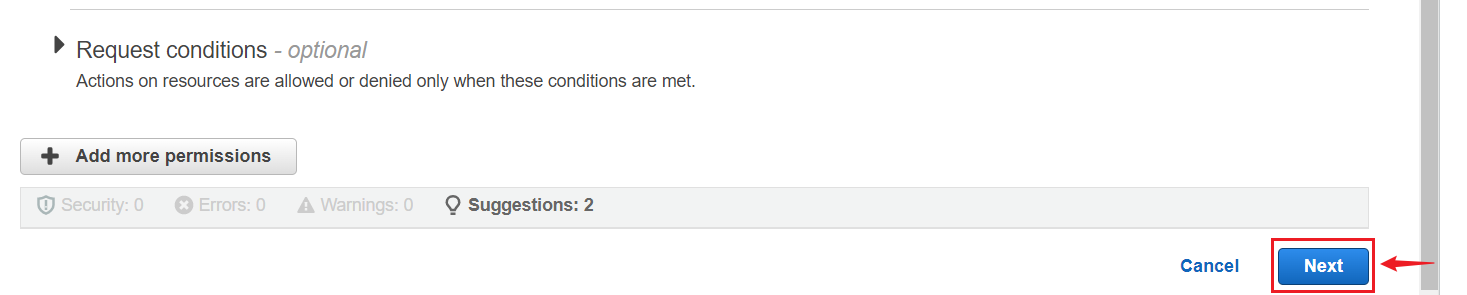 Request conditions - optional
Actions on resources are allowed or denied only when these conditions are met.
Add more permissions
Security: 0 Errors: 0 Warnings: 0 Suggestions: 2
Cancel Next